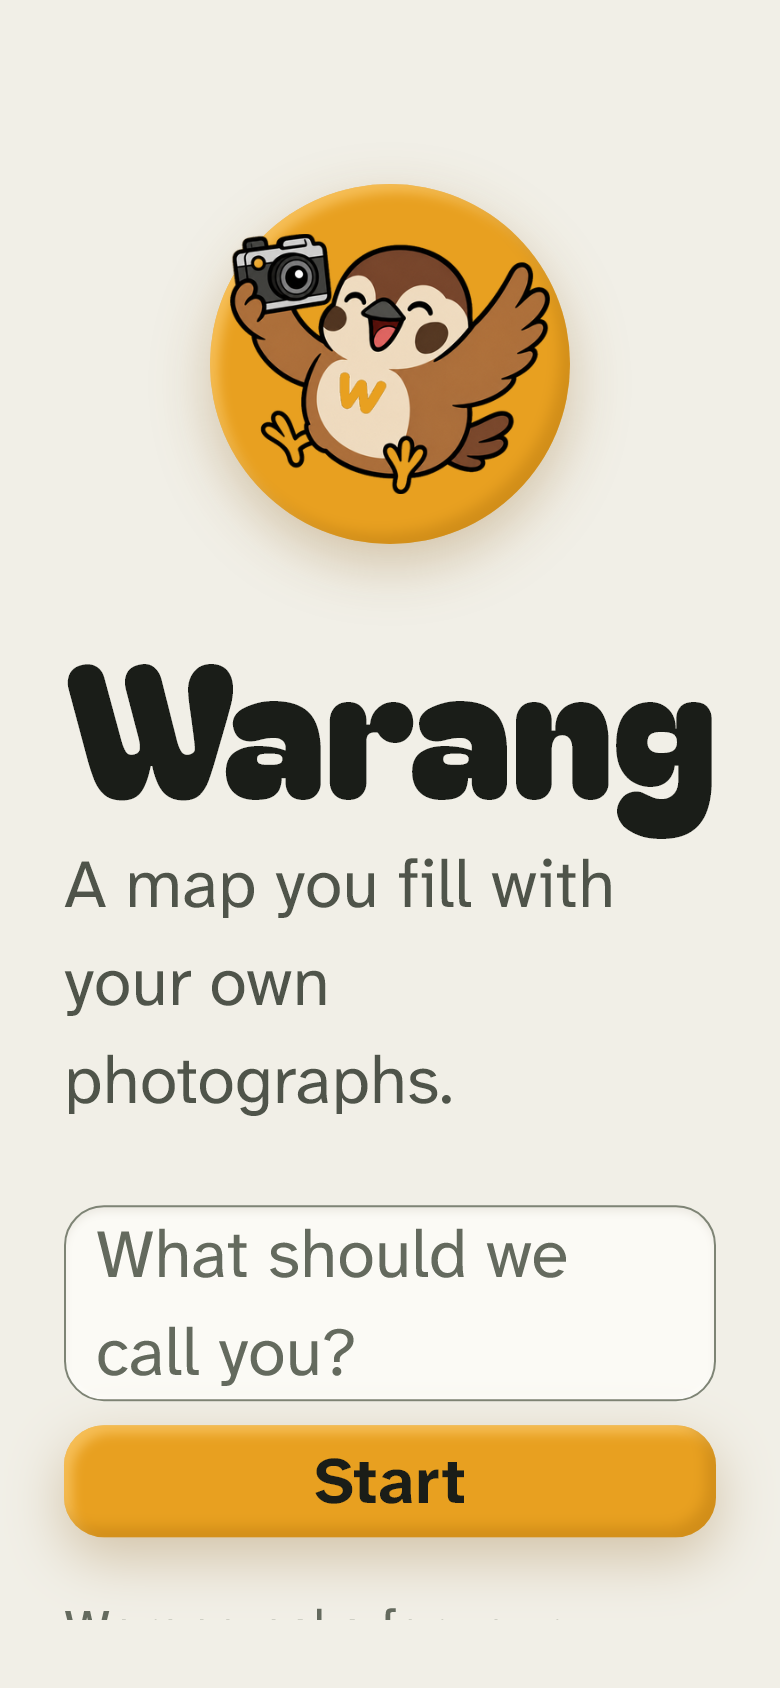 W
Warang
A map you fill with
your own
photographs.
What should we
call you?
Start